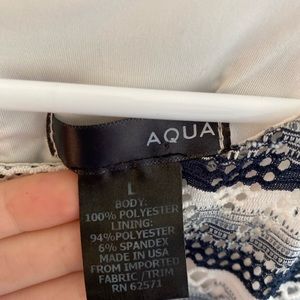 AQUA
L
BODY:
100% POLYESTER
LINING:
94%POLYESTER
6% SPANDEX
MADE IN USA
FROM IMPORTED
FABRIC/TRIM
RN 62571